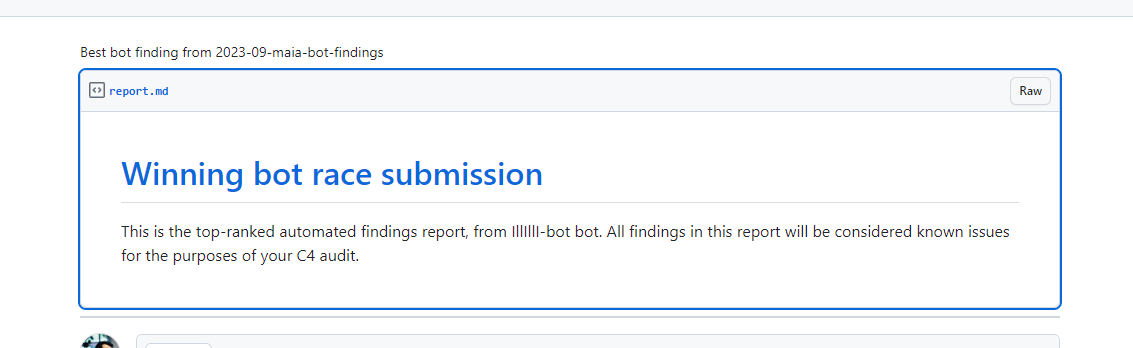 Best bot finding from 2023-09-maia-bot-findings
report.md
Raw
Winning bot race submission
This is the top-ranked automated findings report, from IllIllI-bot bot. All findings in this report will be considered known issues
for the purposes of your C4 audit.